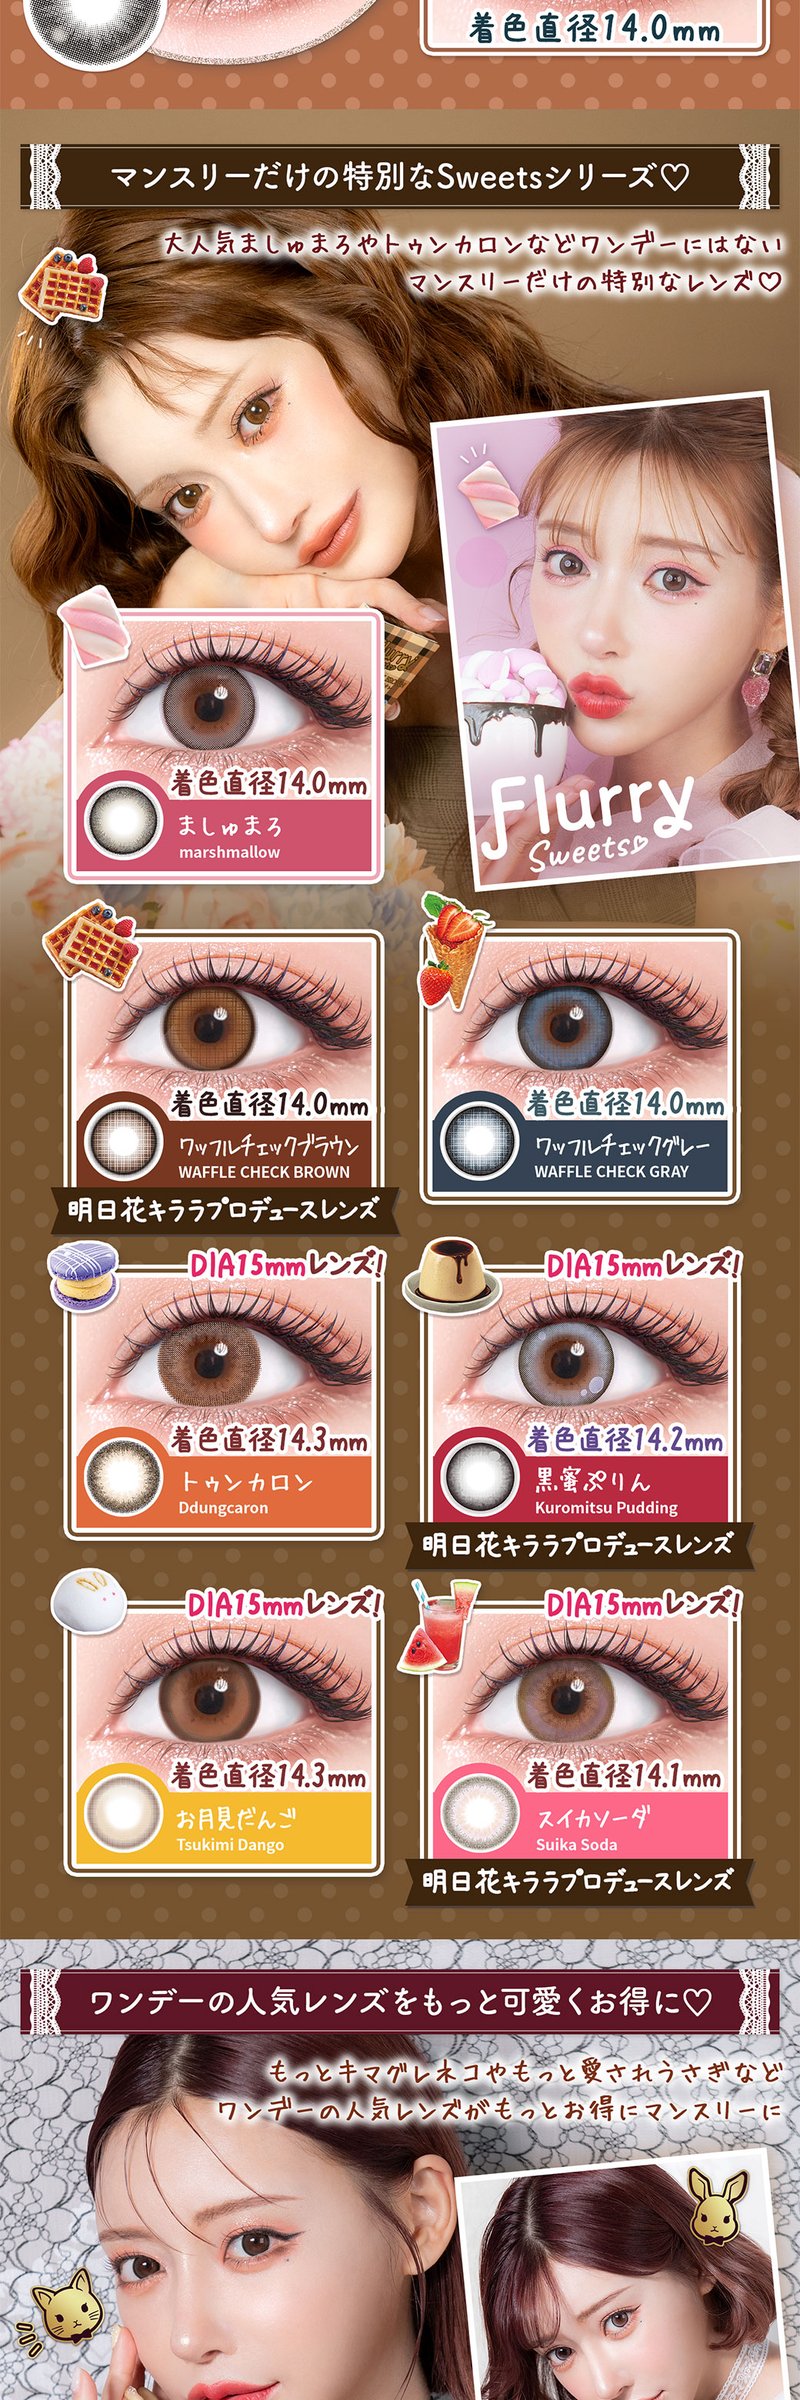 着色直径14.0mm
マンスリーだけの特別なSweetsシリーズ♡
大人気ましゅまろやトゥンカロンなどワンデーにはない
マンスリーだけの特別なレンズ♡
Flurry
Sweets♡
着色直径14.0mm
ましゅまろ
marshmallow
着色直径14.0mm
ワッフルチェックブラウン
WAFFLE CHECK BROWN
明日花キララプロデュースレンズ
着色直径14.0mm
ワッフルチェックグレー
WAFFLE CHECK GRAY
DIA15mmレンズ!
着色直径14.3mm
トゥンカロン
Ddungcaron
DIA15mmレンズ!
着色直径14.2mm
黒蜜ぷりん
Kuromitsu Pudding
明日花キララプロデュースレンズ
DIA15mmレンズ!
着色直径14.3mm
お月見だんご
Tsukimi Dango
DIA15mmレンズ!
着色直径14.1mm
スイカソーダ
Suika Soda
明日花キララプロデュースレンズ
ワンデーの人気レンズをもっと可愛くお得に♡
もっとキマグレネコやもっと愛されうさぎなど
ワンデーの人気レンズがもっとお得にマンスリーに